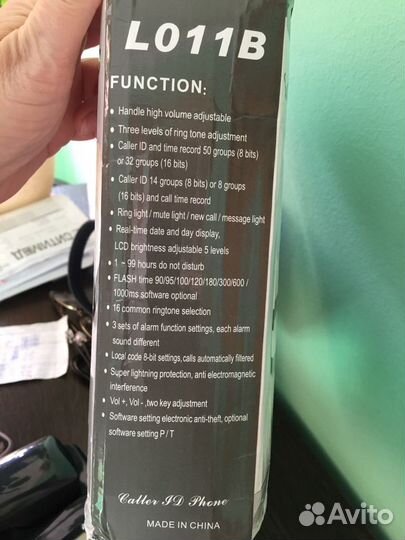 L011B
FUNCTION:
• Handle high volume adjustable
• Three levels of ring tone adjustment
• Caller ID and time record 50 groups (8 bits)
or 32 groups (16 bits)
• Caller ID 14 groups (8 bits) or 8 groups
(16 bits) and call time record
• Ring light / mute light / new call / message light
• Real-time date and day display,
LCD brightness adjustable 5 levels
• 1 ~ 99 hours do not disturb
• FLASH time 90/95/100/120/180/300/600 /
1000ms software optional
• 16 common ringtone selection
• 3 sets of alarm function settings, each alarm
sound different
• Local code 8-bit settings, calls automatically filtered
• Super lightning protection, anti electromagnetic
interference
• Vol +, Vol - ,two key adjustment
• Software setting electronic anti-theft, optional
software setting P / T
Caller ID Phone
MADE IN CHINA
СИТИМЕД
Avito